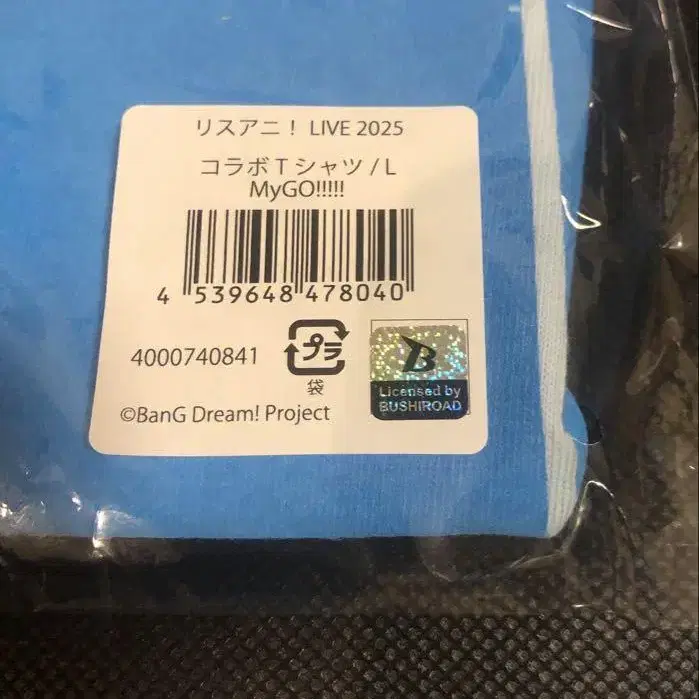 リスアニ! LIVE 2025
コラボTシャツ / L
MyGO!!!!!
4 539648 478040
4000740841
プラ
袋
B
Licensed by
BUSHIROAD
©BanG Dream! Project